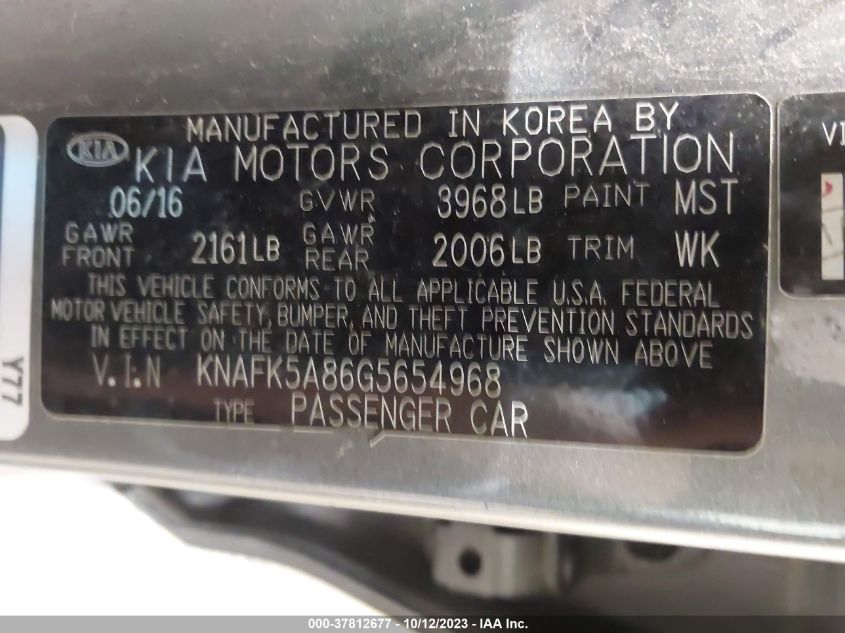 MANUFACTURED IN KOREA BY
KIA KIA MOTORS CORPORATION
06/16 GVWR 3968LB PAINT MST
GAWR FRONT 2161LB GAWR REAR 2006LB TRIM WK
THIS VEHICLE CONFORMS TO ALL APPLICABLE U.S.A. FEDERAL
MOTOR VEHICLE SAFETY, BUMPER, AND THEFT PREVENTION STANDARDS
IN EFFECT ON THE DATE OF MANUFACTURE SHOWN ABOVE
V.I.N KNAFK5A86G5654968
TYPE PASSENGER CAR
Y77
VI
000-37812677 - 10/12/2023 - IAA Inc.